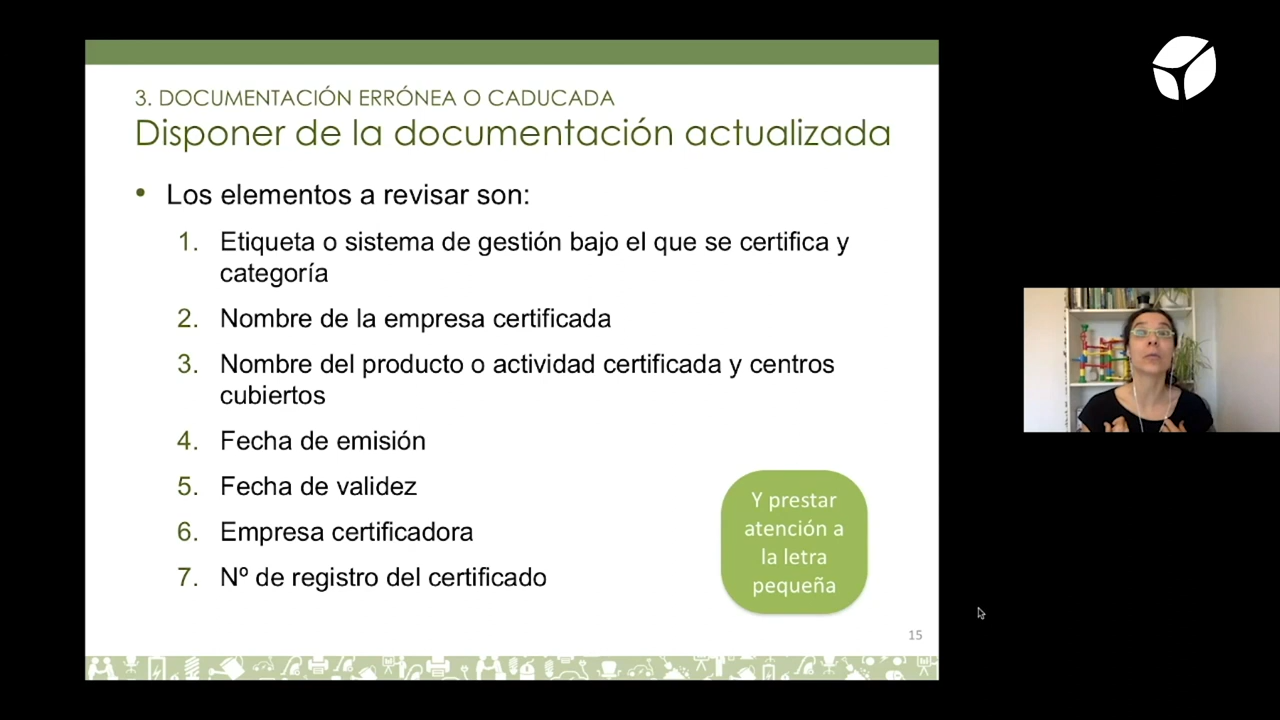 3. DOCUMENTACIÓN ERRÓNEA O CADUCADA
Disponer de la documentación actualizada
• Los elementos a revisar son:
1. Etiqueta o sistema de gestión bajo el que se certifica y
categoría
2. Nombre de la empresa certificada
3. Nombre del producto o actividad certificada y centros
cubiertos
4. Fecha de emisión
5. Fecha de validez
6. Empresa certificadora
7. Nº de registro del certificado
Y prestar
atención a
la letra
pequeña
15